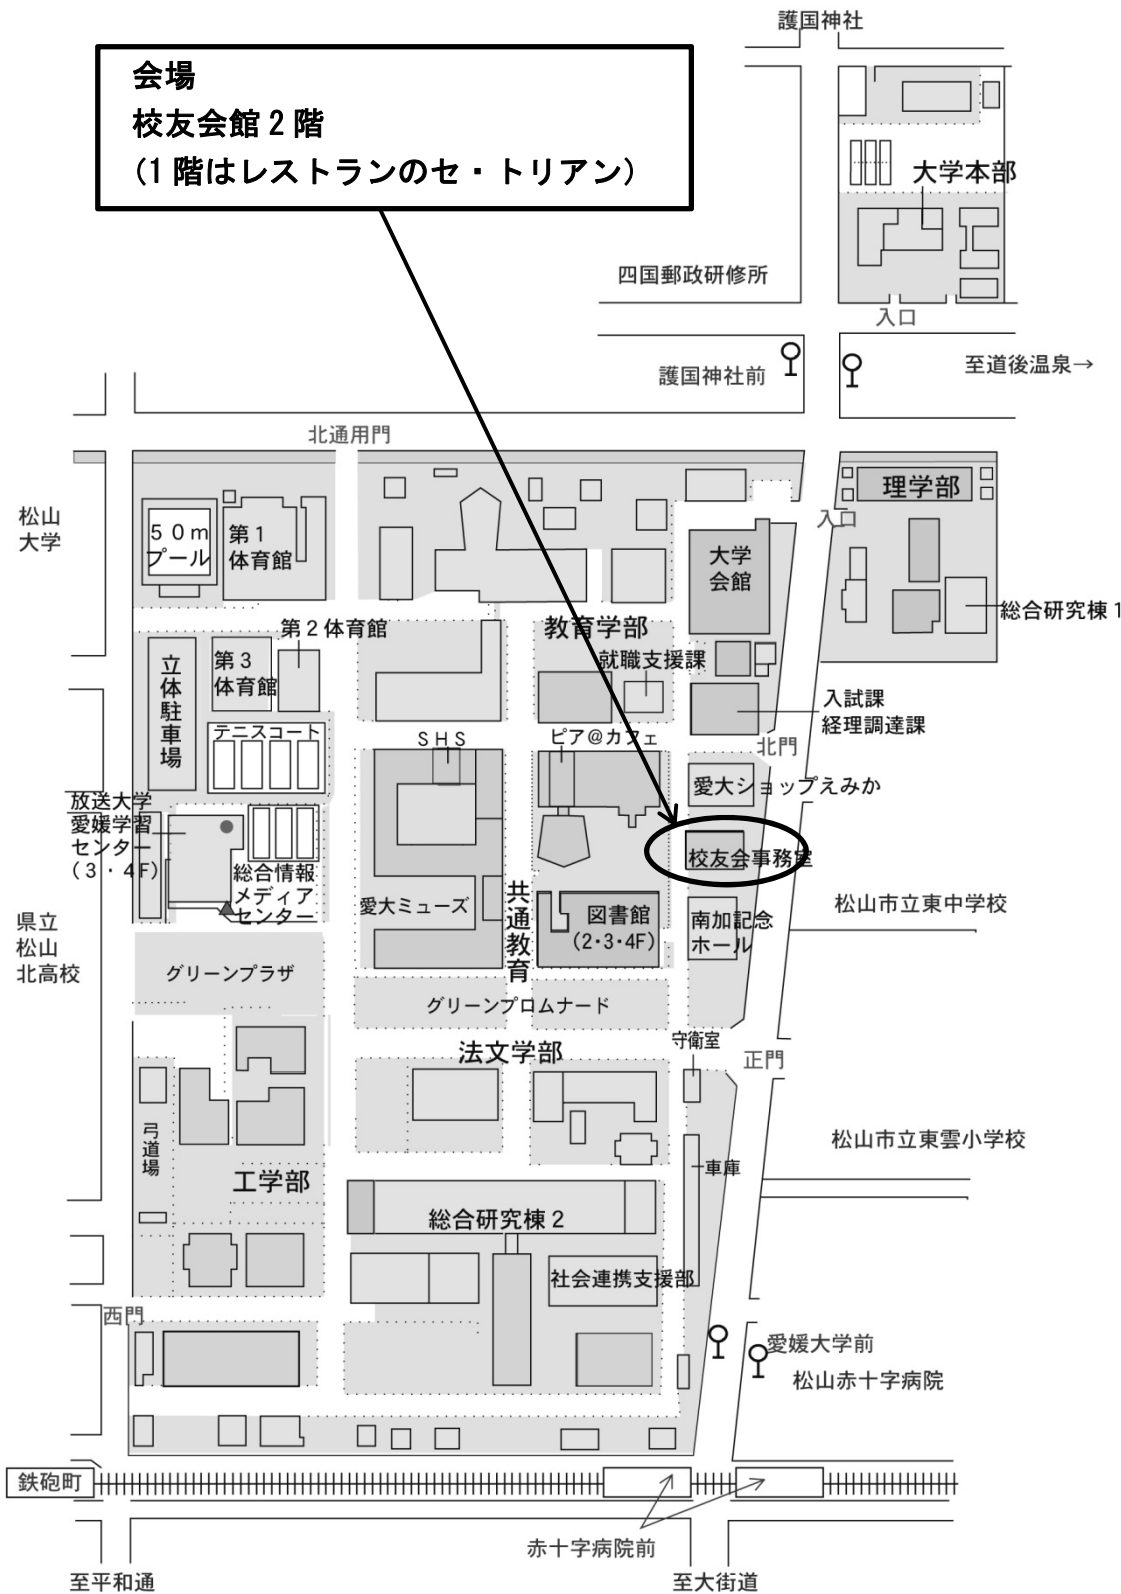 護国神社
会場
校友会館２階
(1 階はレストランのセ・トリアン)
大学本部
四国郵政研修所
入口
護国神社前
至道後温泉→
北通用門
松山
大学
５０ｍ
プール
第１
体育館
大学
会館
理学部
入口
総合研究棟１
第２体育館
教育学部
就職支援課
立体駐車場
第３
体育館
入試課
経理調達課
テニスコート
ＳＨＳ
ピア@カフェ
北門
愛大ショップえみか
放送大学
愛媛学習
センター
(３・４F)
総合情報
メディア
センター
校友会事務室
県立
松山
北高校
愛大ミューズ
共通教育
図書館
(2･3･4F)
南加記念
ホール
松山市立東中学校
グリーンプラザ
グリーンプロムナード
法文学部
守衛室
正門
弓道場
松山市立東雲小学校
車庫
工学部
総合研究棟２
社会連携支援部
西門
愛媛大学前
松山赤十字病院
鉄砲町
赤十字病院前
至平和通
至大街道